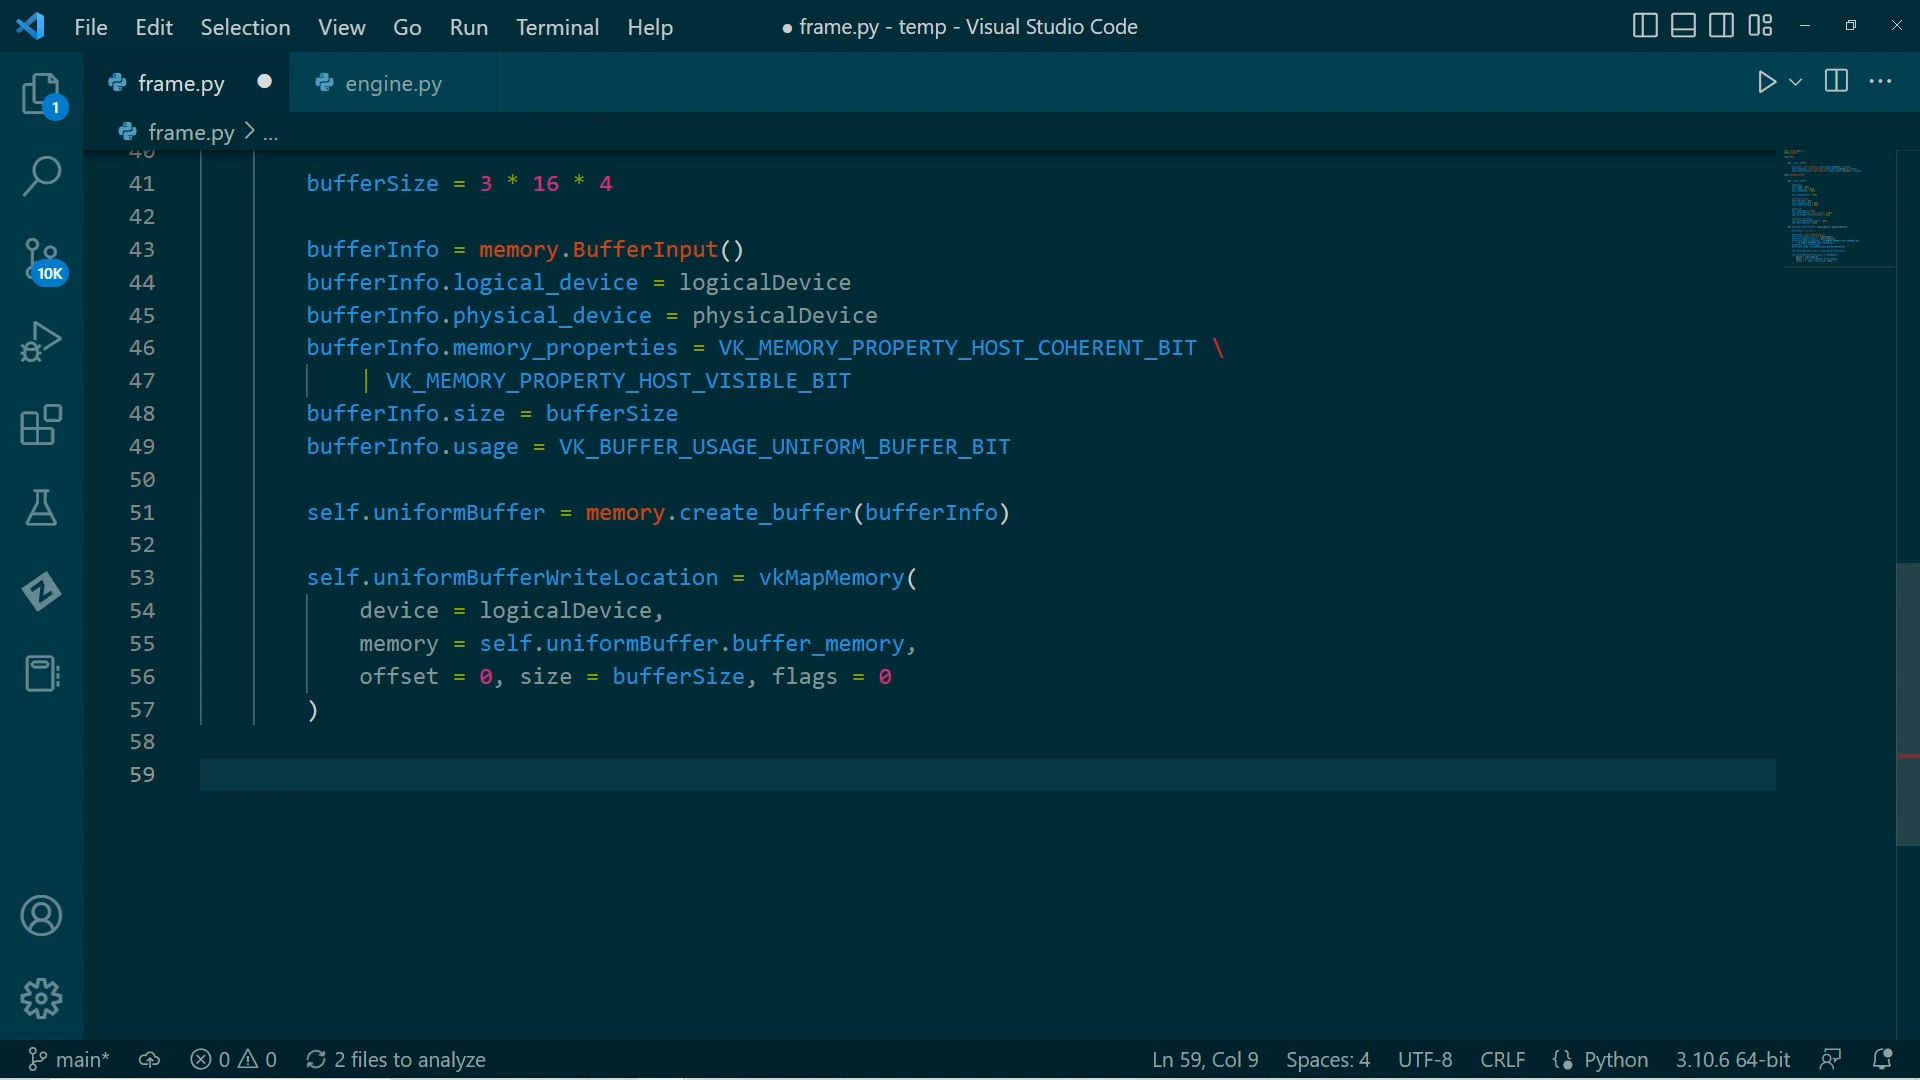 File Edit Selection View Go Run Terminal Help ● frame.py - temp - Visual Studio Code
frame.py ● engine.py
frame.py > ...
1
10K
40
41 bufferSize = 3 * 16 * 4
42
43 bufferInfo = memory.BufferInput()
44 bufferInfo.logical_device = logicalDevice
45 bufferInfo.physical_device = physicalDevice
46 bufferInfo.memory_properties = VK_MEMORY_PROPERTY_HOST_COHERENT_BIT \
47 | VK_MEMORY_PROPERTY_HOST_VISIBLE_BIT
48 bufferInfo.size = bufferSize
49 bufferInfo.usage = VK_BUFFER_USAGE_UNIFORM_BUFFER_BIT
50
51 self.uniformBuffer = memory.create_buffer(bufferInfo)
52
53 self.uniformBufferWriteLocation = vkMapMemory(
54 device = logicalDevice,
55 memory = self.uniformBuffer.buffer_memory,
56 offset = 0, size = bufferSize, flags = 0
57 )
58
59
main* 0 0 2 files to analyze Ln 59, Col 9 Spaces: 4 UTF-8 CRLF Python 3.10.6 64-bit